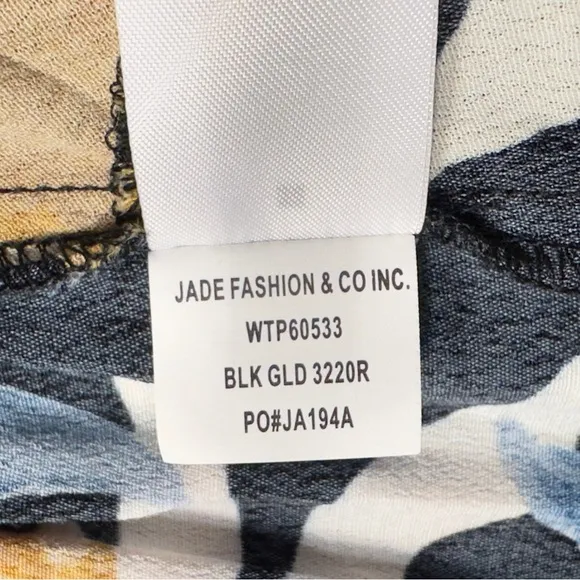 JADE FASHION & CO INC.
WTP60533
BLK GLD 3220R
PO#JA194A